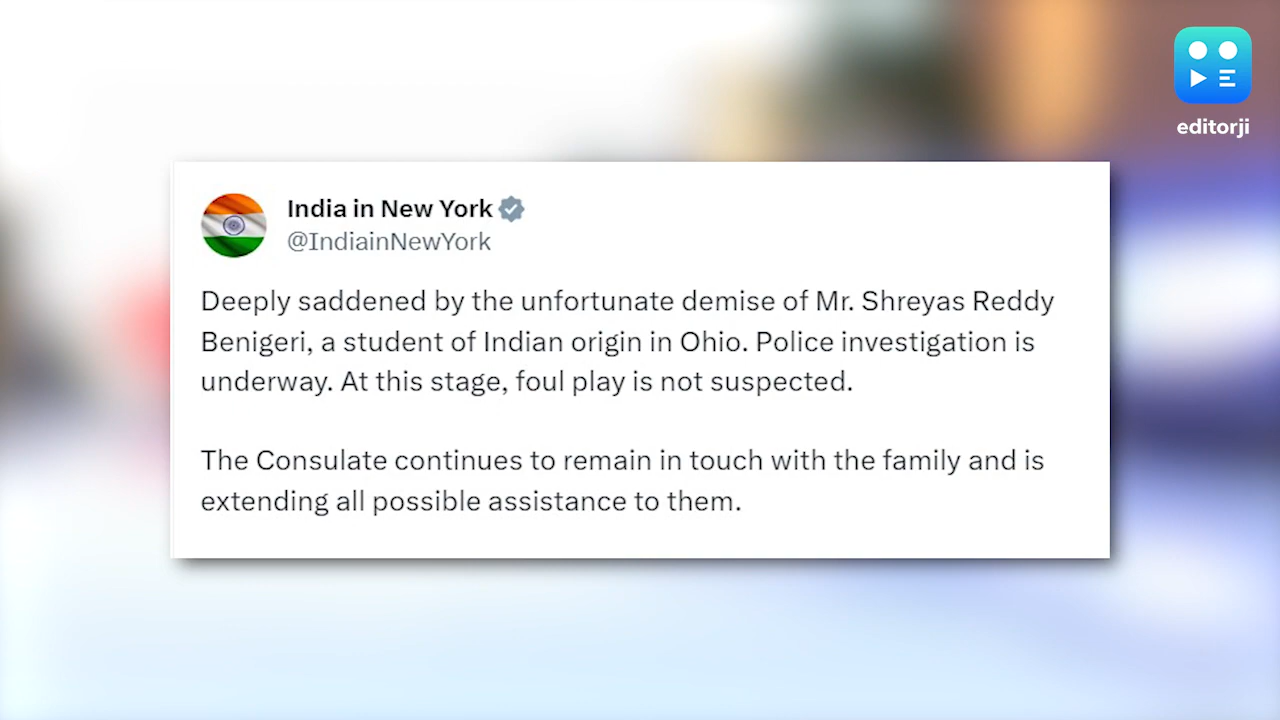 editorji
India in New York
@IndiainNewYork
Deeply saddened by the unfortunate demise of Mr. Shreyas Reddy
Benigeri, a student of Indian origin in Ohio. Police investigation is
underway. At this stage, foul play is not suspected.
The Consulate continues to remain in touch with the family and is
extending all possible assistance to them.